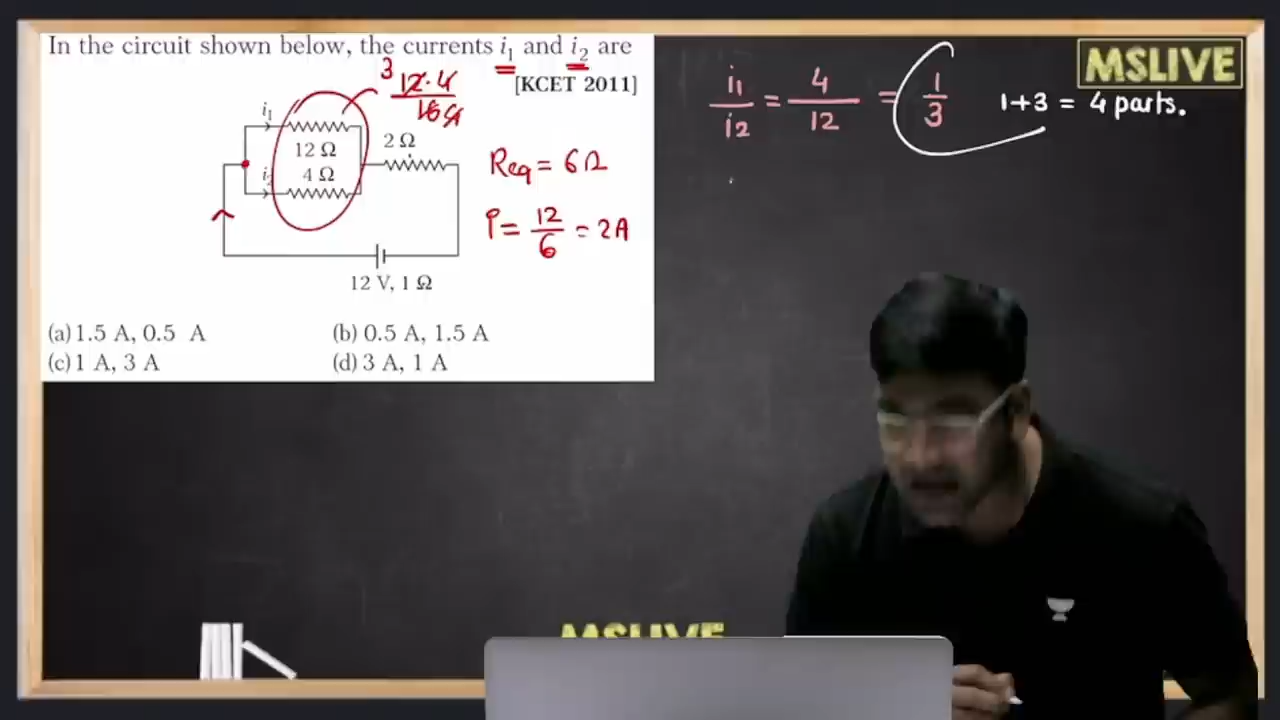 In the circuit shown below, the currents i₁ and i₂ are
[KCET 2011]
3 12·4
16 4
i₁
12 Ω
2 Ω
i₂
4 Ω
12 V, 1 Ω
Req = 6Ω
i = 12/6 = 2A
(a) 1.5 A, 0.5 A
(b) 0.5 A, 1.5 A
(c) 1 A, 3 A
(d) 3 A, 1 A
i₁/i₂ = 4/12 = 1/3
1+3 = 4 parts.
MSLIVE
MSLIVE